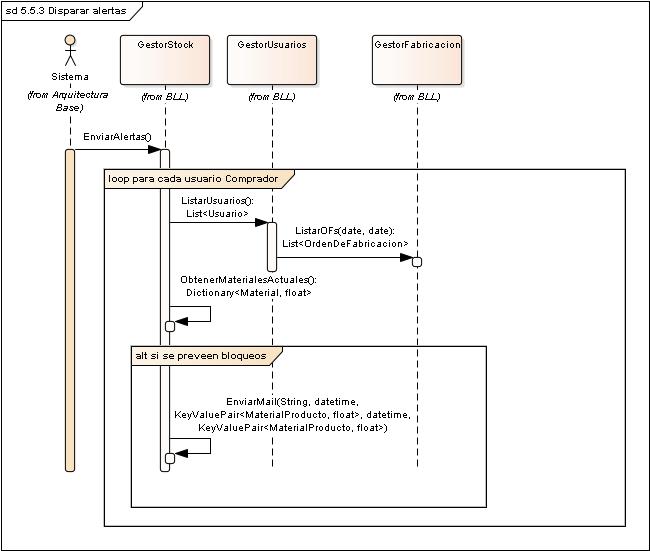 sd 5.5.3 Disparar alertas
Sistema
(from Arquitectura
Base)
GestorStock
(from BLL)
GestorUsuarios
(from BLL)
GestorFabricacion
(from BLL)
EnviarAlertas()
loop para cada usuario Comprador
ListarUsuarios():
List<Usuario>
ListarOFs(date, date):
List<OrdenDeFabricacion>
ObtenerMaterialesActuales():
Dictionary<Material, float>
alt si se preveen bloqueos
EnviarMail(String, datetime,
KeyValuePair<MaterialProducto, float>, datetime,
KeyValuePair<MaterialProducto, float>)